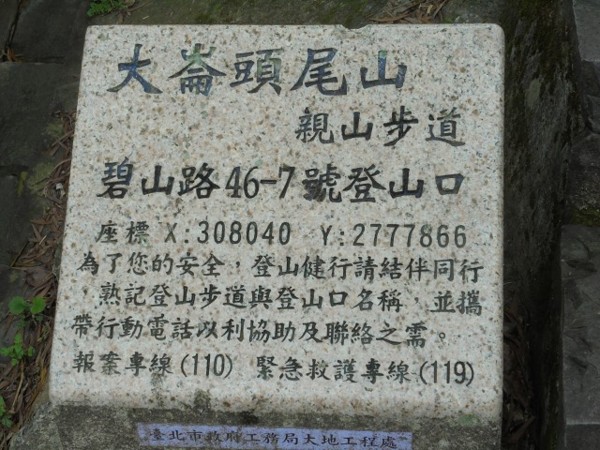 大崙頭尾山
親山步道
碧山路46-7號登山口
座標 X:308040 Y:2777866
為了您的安全，登山健行請結伴同行
，熟記登山步道與登山口名稱，並攜
帶行動電話以利協助及聯絡之需。
報案專線(110) 緊急救護專線(119)
臺北市政府工務局大地工程處